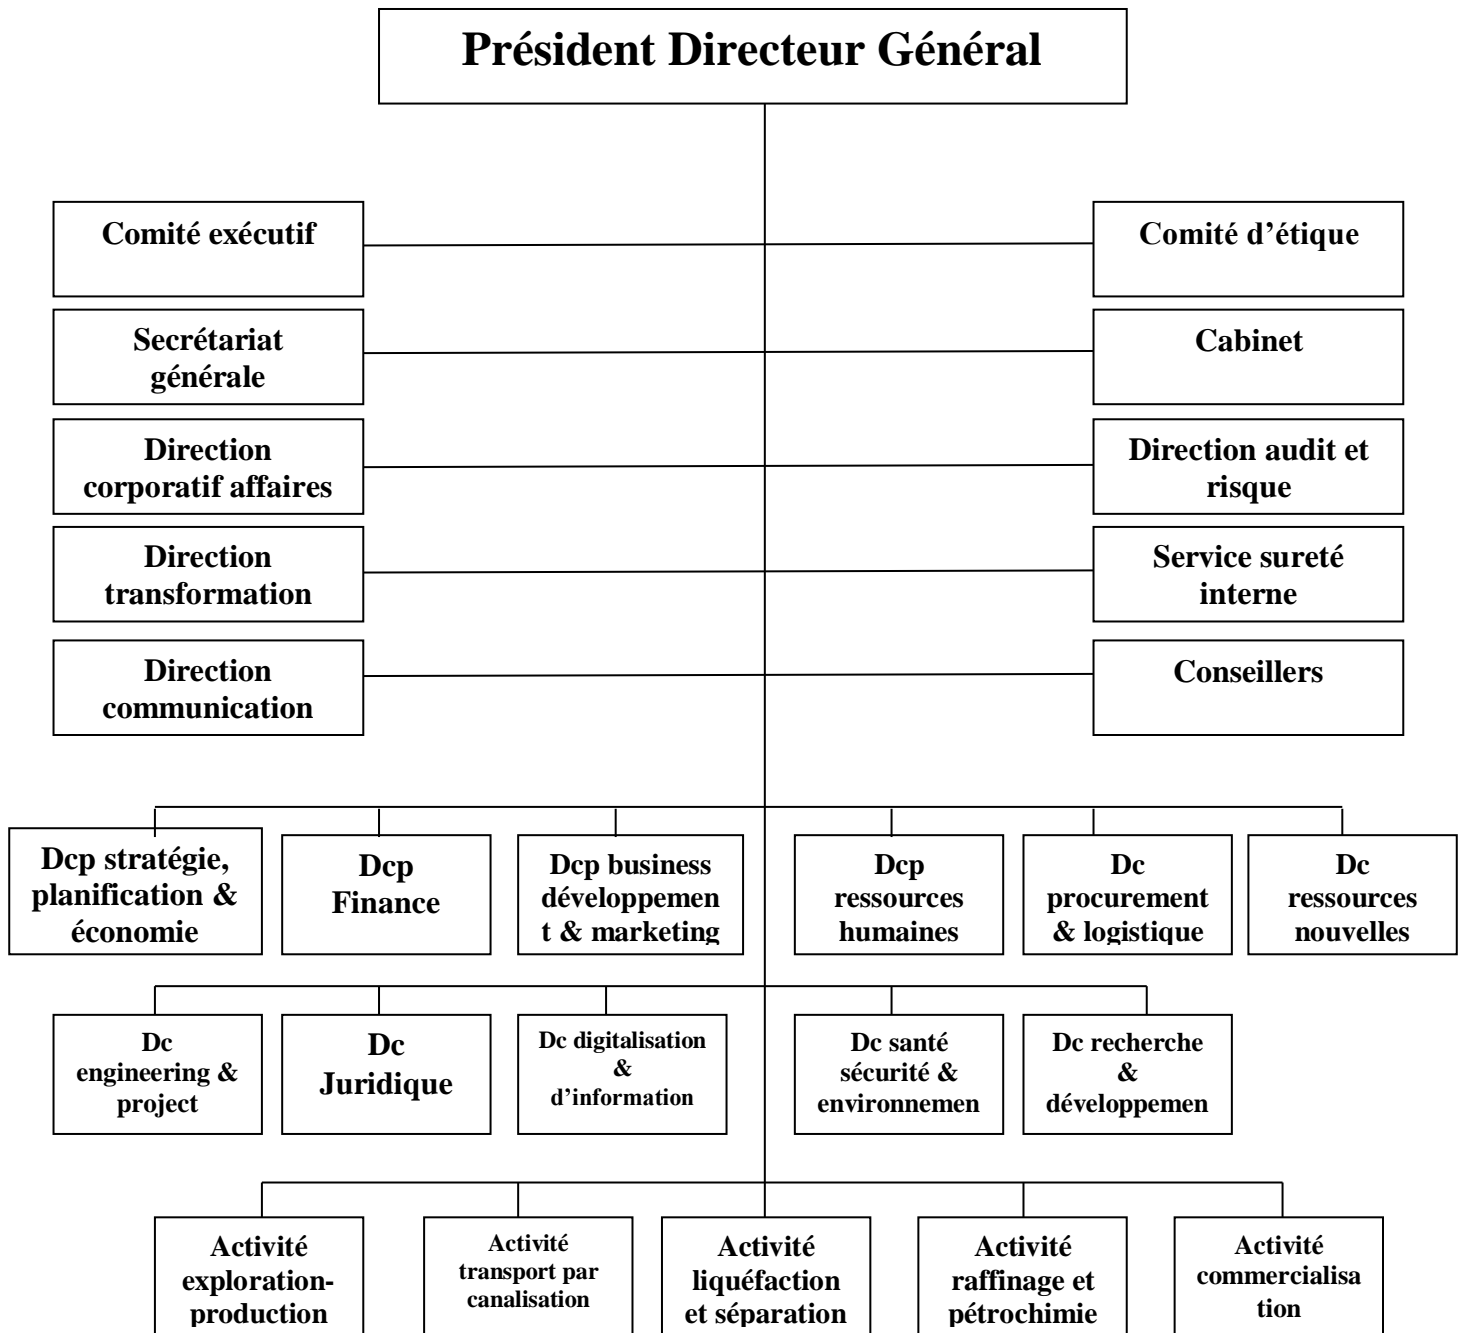 Président Directeur Général
Comité exécutif
Comité d'étique
Secrétariat
générale
Cabinet
Direction
corporatif affaires
Direction audit et
risque
Direction
transformation
Service sureté
interne
Direction
communication
Conseillers
Dcp stratégie,
planification &
économie
Dcp
Finance
Dcp business
développemen
t & marketing
Dcp
ressources
humaines
Dc
procurement
& logistique
Dc
ressources
nouvelles
Dc
engineering &
project
Dc
Juridique
Dc digitalisation
&
d'information
Dc santé
sécurité &
environnemen
Dc recherche
&
développemen
Activité
exploration-
production
Activité
transport par
canalisation
Activité
liquéfaction
et séparation
Activité
raffinage et
pétrochimie
Activité
commercialisa
tion